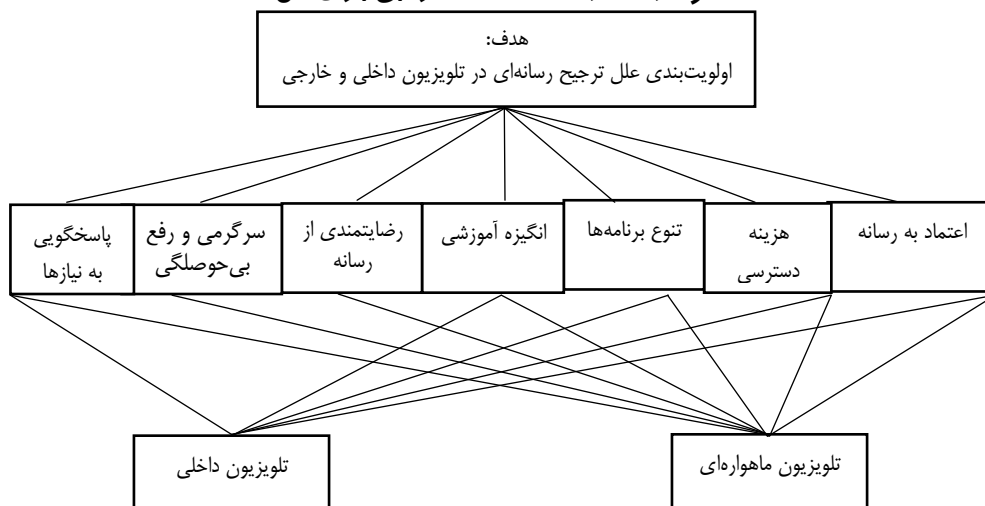 هدف:
اولویت‌بندی علل ترجیح رسانه‌ای در تلویزیون داخلی و خارجی
اعتماد به رسانه
هزینه
دسترسی
تنوع برنامه‌ها
انگیزه آموزشی
رضایتمندی از
رسانه
سرگرمی و رفع
بی‌حوصلگی
پاسخگویی
به نیازها
تلویزیون ماهواره‌ای
تلویزیون داخلی